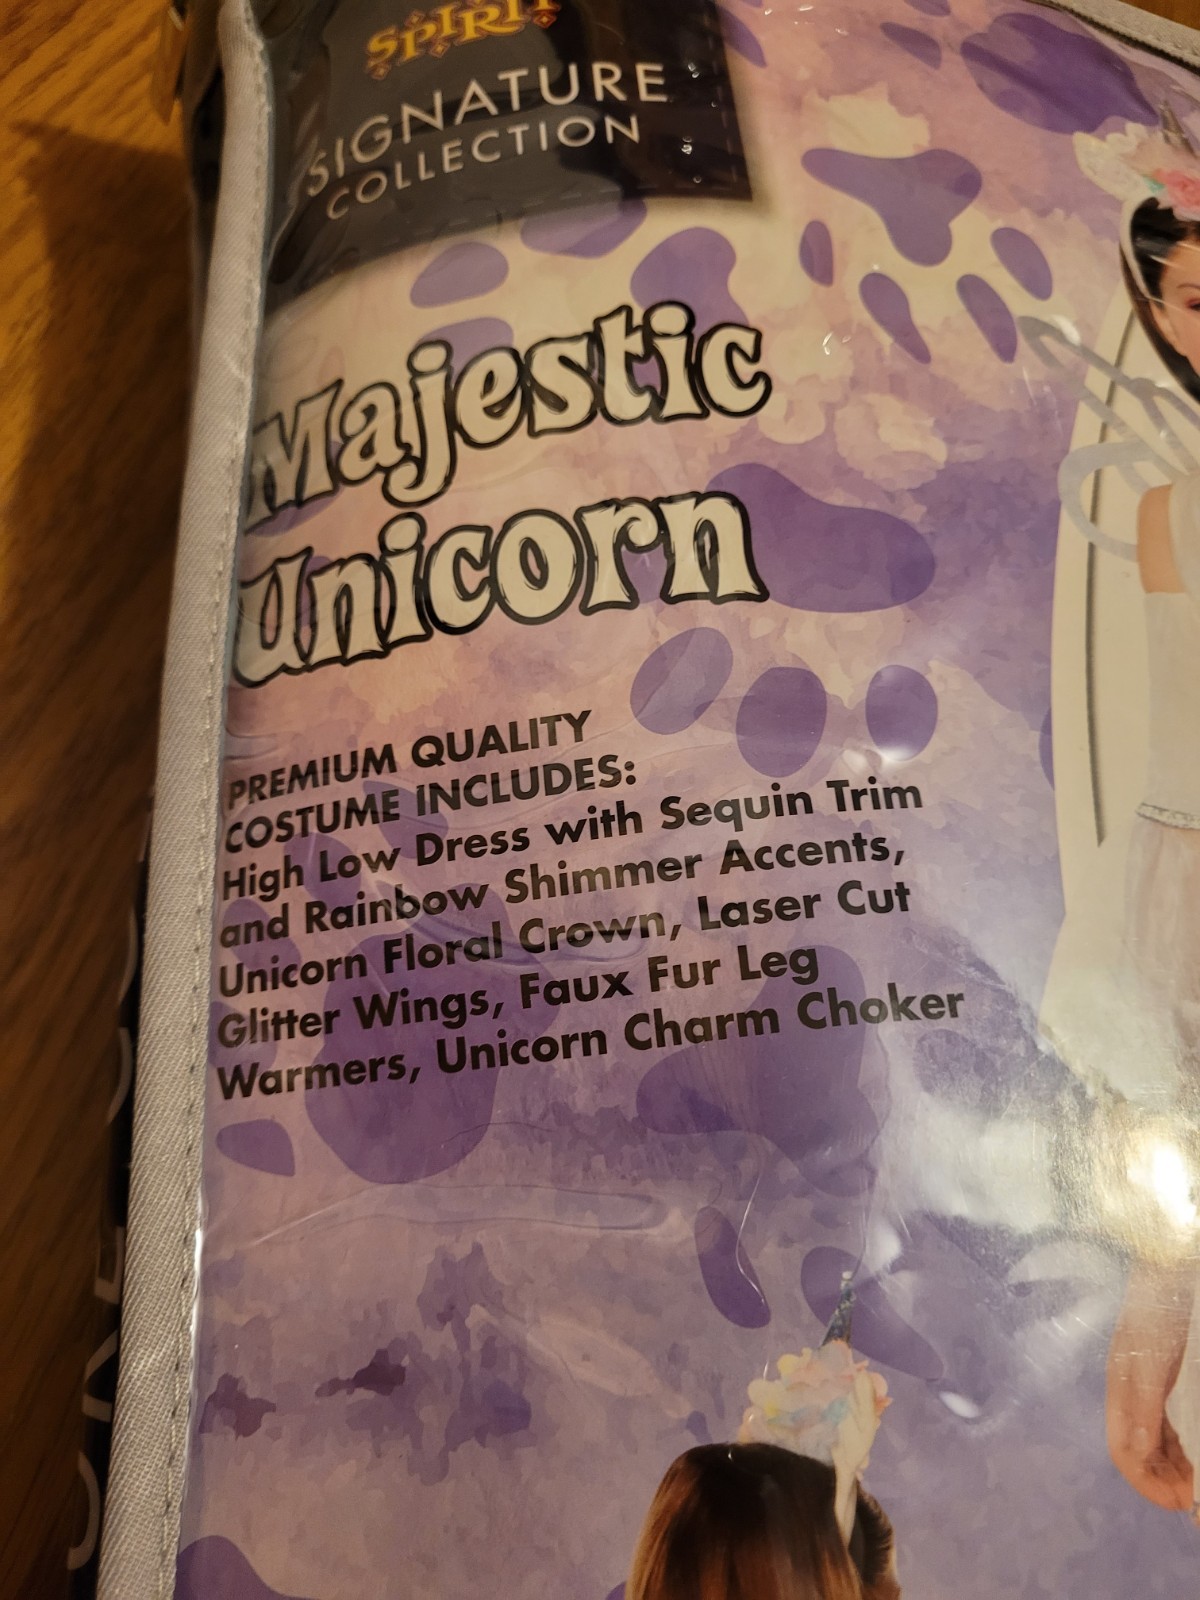 SPIRIT
SIGNATURE
COLLECTION
Majestic
Unicorn
PREMIUM QUALITY
COSTUME INCLUDES:
High Low Dress with Sequin Trim
and Rainbow Shimmer Accents,
Unicorn Floral Crown, Laser Cut
Glitter Wings, Faux Fur Leg
Warmers, Unicorn Charm Choker